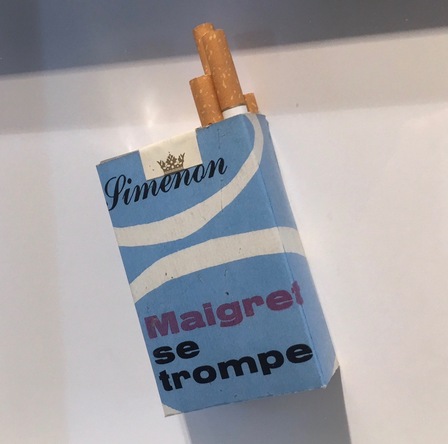 Simenon
Maigret
se
trompe